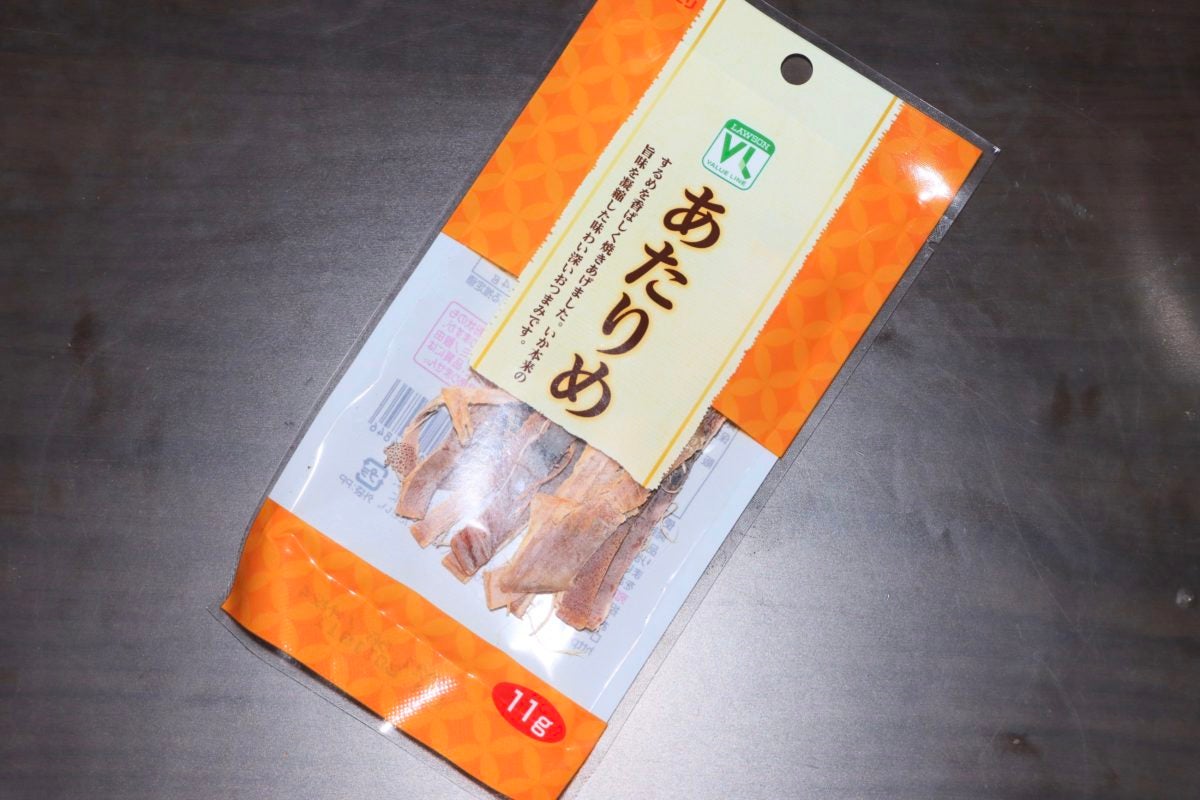 LAWSON
VL
VALUE LINE
あたりめ
するめを香ばしく焼きあげました。いか本来の
旨味を凝縮した味わい深いおつまみです。
11g